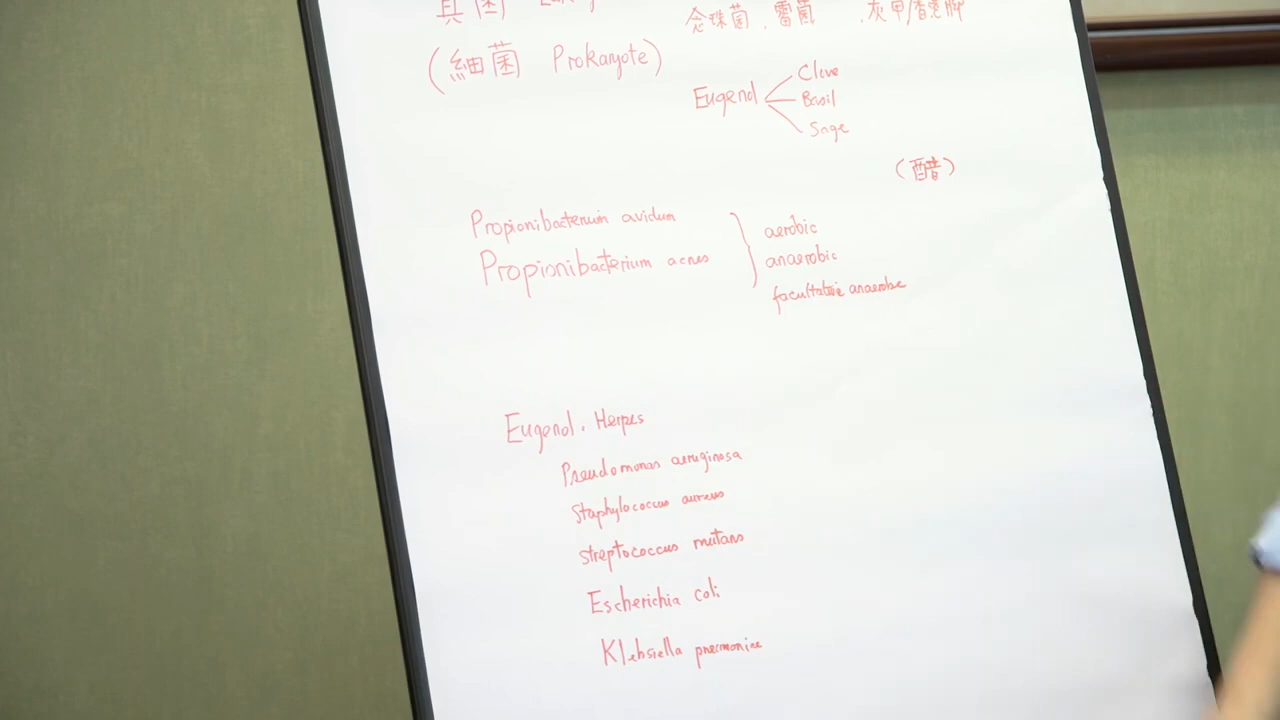 真菌
念珠菌 . 霉菌 . 灰甲/香港腳
(細菌 Prokaryote)
Eugenol
Clove
Basil
Sage
(醋)
Propionibacterium avidum
Propionibacterium acnes
aerobic
anaerobic
facultative anaerobe
Eugenol . Herpes
Pseudomonas aeruginosa
Staphylococcus aureus
streptococcus mutans
Escherichia coli
Klebsiella pneumoniae